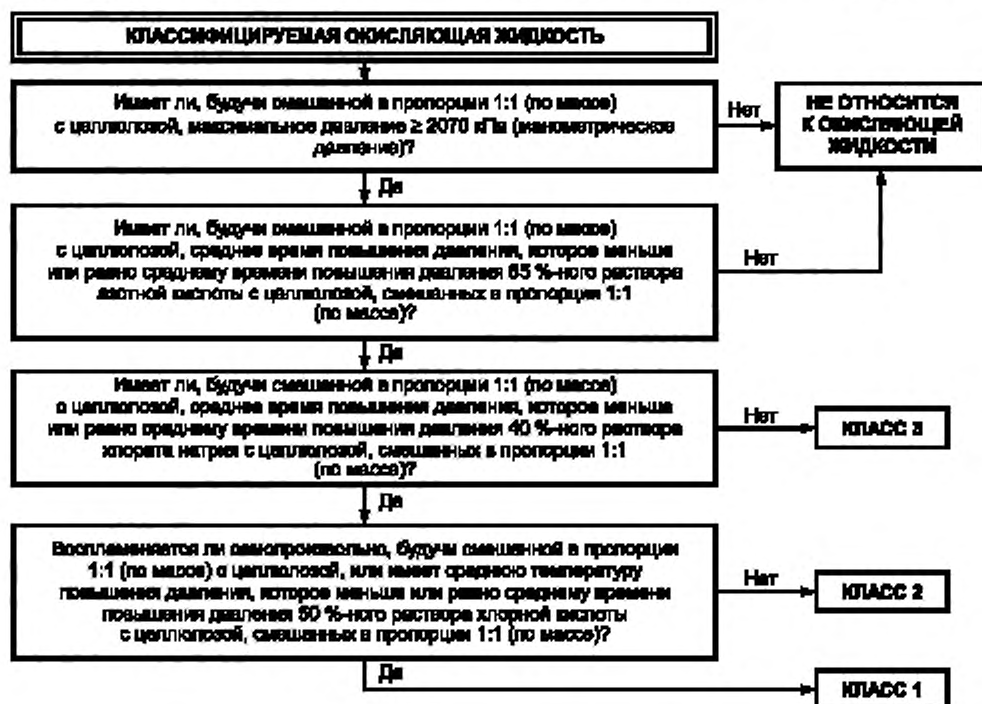 КЛАССИФИЦИРУЕМАЯ ОКИСЛЯЮЩАЯ ЖИДКОСТЬ
Имеет ли, будучи смешанной в пропорции 1:1 (по массе)
с целлюлозой, максимальное давление ≥ 2070 кПа (манометрическое
давление)?
Нет
НЕ ОТНОСИТСЯ
К ОКИСЛЯЮЩЕЙ
ЖИДКОСТИ
Да
Имеет ли, будучи смешанной в пропорции 1:1 (по массе)
с целлюлозой, среднее время повышения давления, которое меньше
или равно среднему времени повышения давления 65 %-ного раствора
азотной кислоты с целлюлозой, смешанных в пропорции 1:1
(по массе)?
Нет
Да
Имеет ли, будучи смешанной в пропорции 1:1 (по массе)
с целлюлозой, среднее время повышения давления, которое меньше
или равно среднему времени повышения давления 40 %-ного раствора
хлората натрия с целлюлозой, смешанных в пропорции 1:1
(по массе)?
Нет
КЛАСС 3
Да
Воспламеняется ли самопроизвольно, будучи смешанной в пропорции
1:1 (по массе) с целлюлозой, или имеет среднюю температуру
повышения давления, которое меньше или равно среднему времени
повышения давления 50 %-ного раствора хлорной кислоты
с целлюлозой, смешанных в пропорции 1:1 (по массе)?
Нет
КЛАСС 2
Да
КЛАСС 1